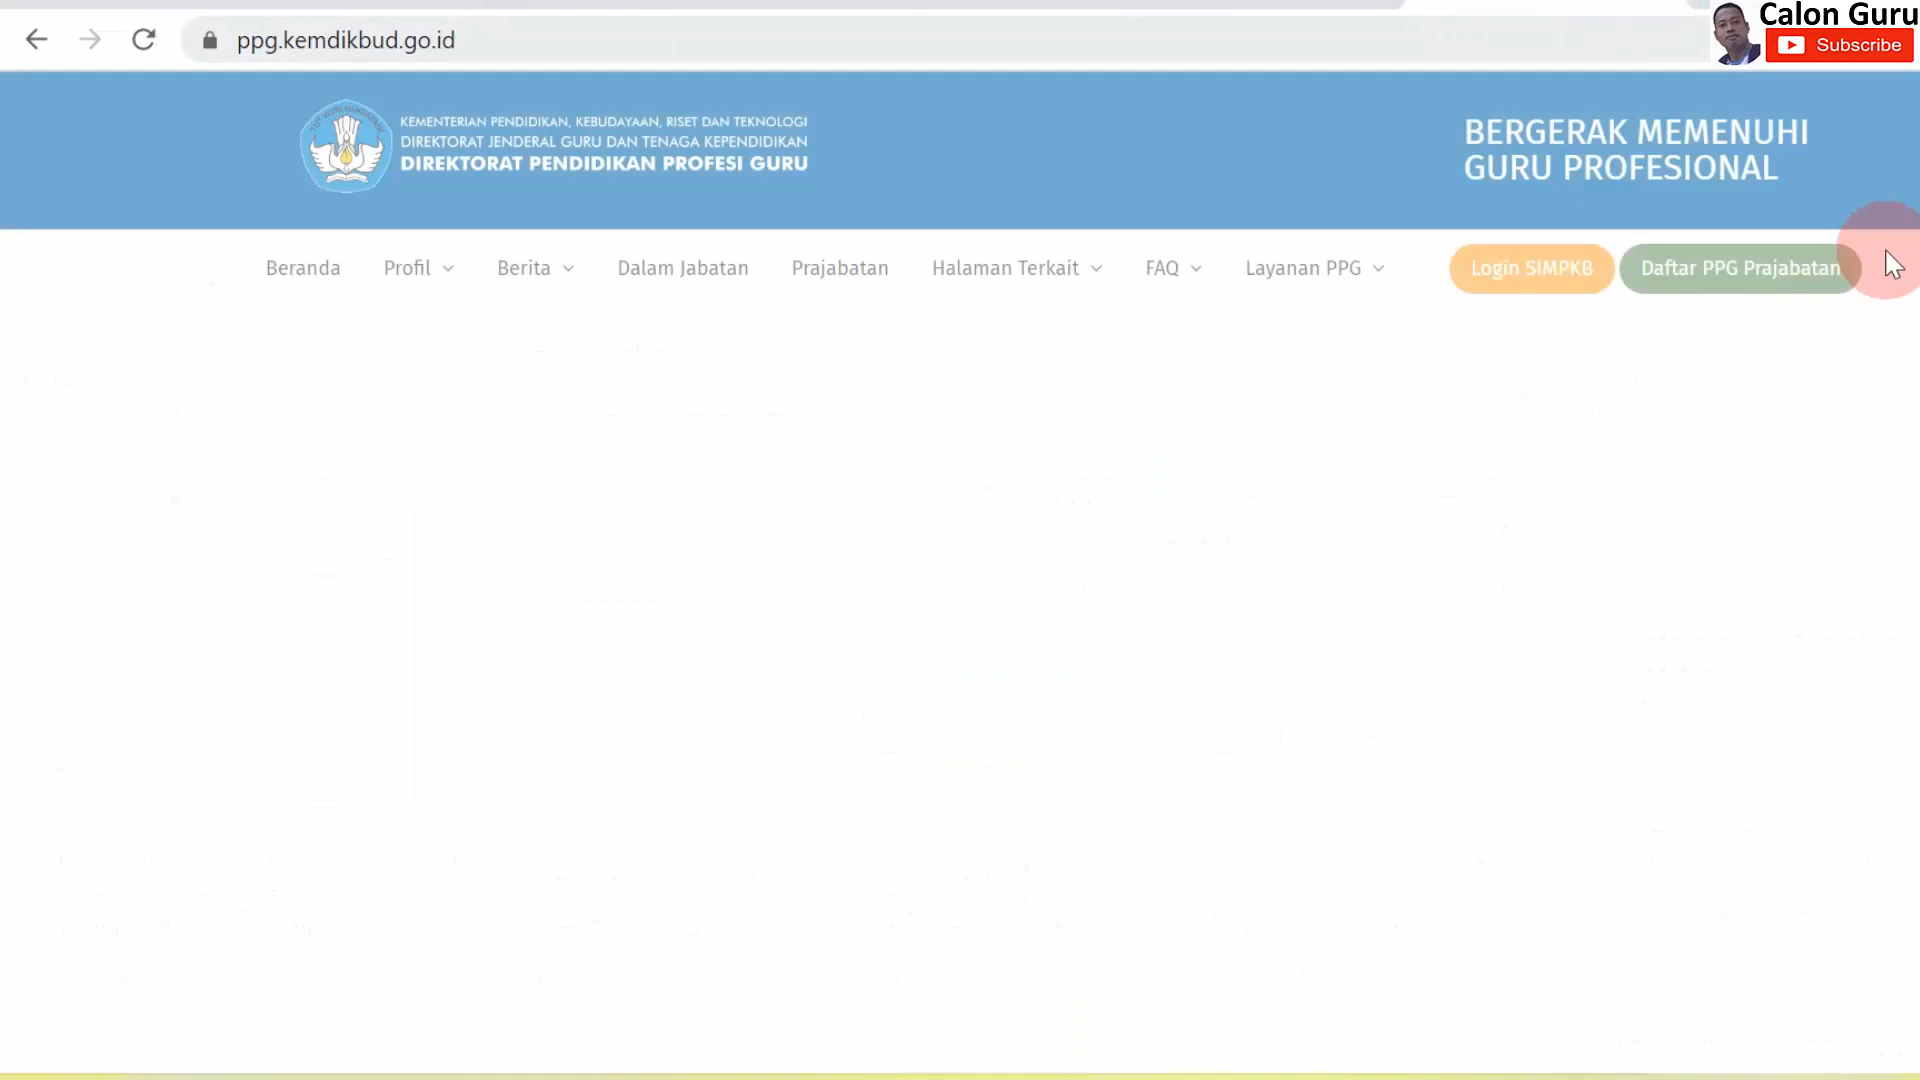 Calon Guru
Subscribe
ppg.kemdikbud.go.id
KEMENTERIAN PENDIDIKAN, KEBUDAYAAN, RISET DAN TEKNOLOGI
DIREKTORAT JENDERAL GURU DAN TENAGA KEPENDIDIKAN
DIREKTORAT PENDIDIKAN PROFESI GURU
BERGERAK MEMENUHI
GURU PROFESIONAL
Beranda Profil Berita Dalam Jabatan Prajabatan Halaman Terkait FAQ Layanan PPG Login SIMPKB Daftar PPG Prajabatan